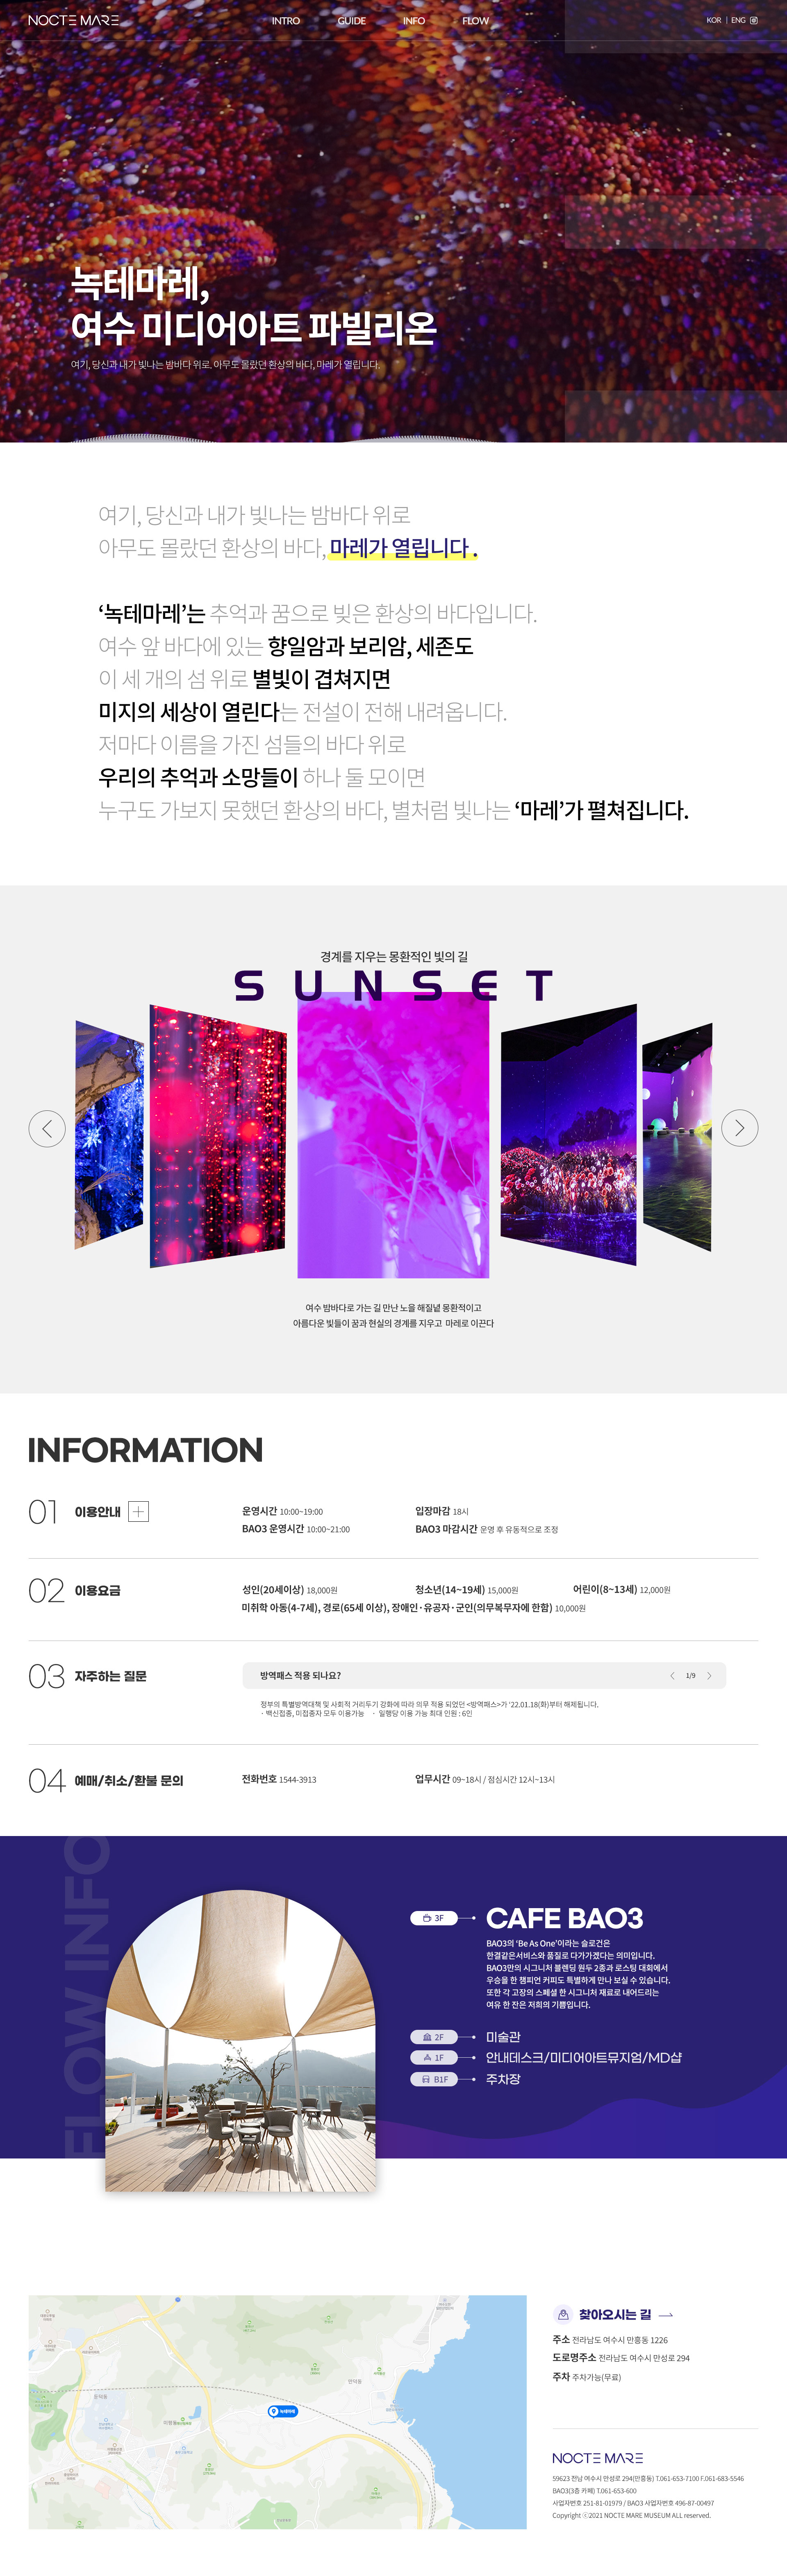 NOCTE MARE
INTRO GUIDE INFO FLOW
KOR | ENG
녹테마레,
여수 미디어아트 파빌리온
여기, 당신과 내가 빛나는 밤바다 위로. 아무도 몰랐던 환상의 바다, 마레가 열립니다.
여기, 당신과 내가 빛나는 밤바다 위로
아무도 몰랐던 환상의 바다, 마레가 열립니다.
‘녹테마레’는 추억과 꿈으로 빚은 환상의 바다입니다.
여수 앞 바다에 있는 향일암과 보리암, 세존도
이 세 개의 섬 위로 별빛이 겹쳐지면
미지의 세상이 열린다는 전설이 전해 내려옵니다.
저마다 이름을 가진 섬들의 바다 위로
우리의 추억과 소망들이 하나 둘 모이면
누구도 가보지 못했던 환상의 바다, 별처럼 빛나는 ‘마레’가 펼쳐집니다.
경계를 지우는 몽환적인 빛의 길
SUNSET
여수 밤바다로 가는 길 만난 노을 해질녘 몽환적이고
아름다운 빛들이 꿈과 현실의 경계를 지우고 마레로 이끈다
INFORMATION
01 이용안내
운영시간 10:00~19:00 입장마감 18시
BAO3 운영시간 10:00~21:00 BAO3 마감시간 운영 후 유동적으로 조정
02 이용요금
성인(20세이상) 18,000원 청소년(14~19세) 15,000원 어린이(8~13세) 12,000원
미취학 아동(4-7세), 경로(65세 이상), 장애인·유공자·군인(의무복무자에 한함) 10,000원
03 자주하는 질문
방역패스 적용 되나요? 1/9
정부의 특별방역대책 및 사회적 거리두기 강화에 따라 의무 적용 되었던 <방역패스>가 ‘22.01.18(화)부터 해제됩니다.
· 백신접종, 미접종자 모두 이용가능 · 일행당 이용 가능 최대 인원 : 6인
04 예매/취소/환불 문의
전화번호 1544-3913 업무시간 09~18시 / 점심시간 12시~13시
FLOW INFO
3F CAFE BAO3
BAO3의 ‘Be As One’이라는 슬로건은
한결같은서비스와 품질로 다가가겠다는 의미입니다.
BAO3만의 시그니처 블렌딩 원두 2종과 로스팅 대회에서
우승을 한 챔피언 커피도 특별하게 만나 보실 수 있습니다.
또한 각 고장의 스페셜 한 시그니처 재료로 내어드리는
여유 한 잔은 저희의 기쁨입니다.
2F 미술관
1F 안내데스크/미디어아트뮤지엄/MD샵
B1F 주차장
녹테마레
찾아오시는 길
주소 전라남도 여수시 만흥동 1226
도로명주소 전라남도 여수시 만성로 294
주차 주차가능(무료)
NOCTE MARE
59623 전남 여수시 만성로 294(만흥동) T.061-653-7100 F.061-683-5546
BAO3(3층 카페) T.061-653-600
사업자번호 251-81-01979 / BAO3 사업자번호 496-87-00497
Copyright ⓒ2021 NOCTE MARE MUSEUM ALL reserved.